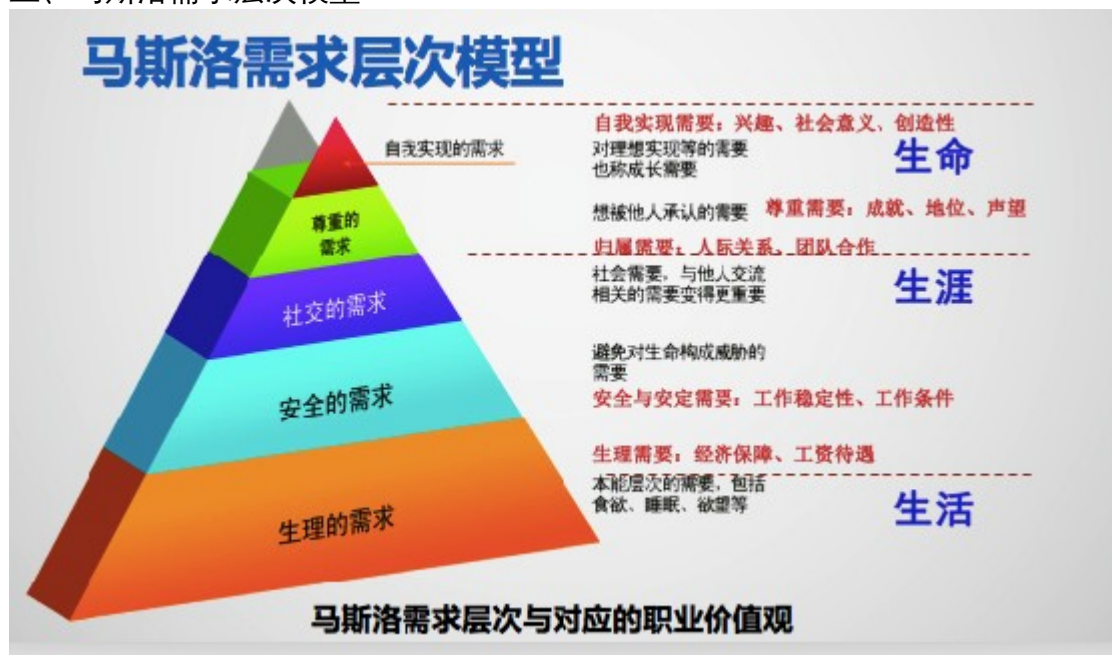 马斯洛需求层次模型
自我实现的需求
尊重的
需求
社交的需求
安全的需求
生理的需求
自我实现需要：兴趣、社会意义、创造性
对理想实现等的需要
也称成长需要
生命
想被他人承认的需要 尊重需要：成就、地位、声望
归属需要：人际关系、团队合作
社会需要，与他人交流
相关的需要变得更重要
生涯
避免对生命构成威胁的
需要
安全与安定需要：工作稳定性、工作条件
生理需要：经济保障、工资待遇
本能层次的需要，包括
食欲、睡眠、欲望等
生活
马斯洛需求层次与对应的职业价值观